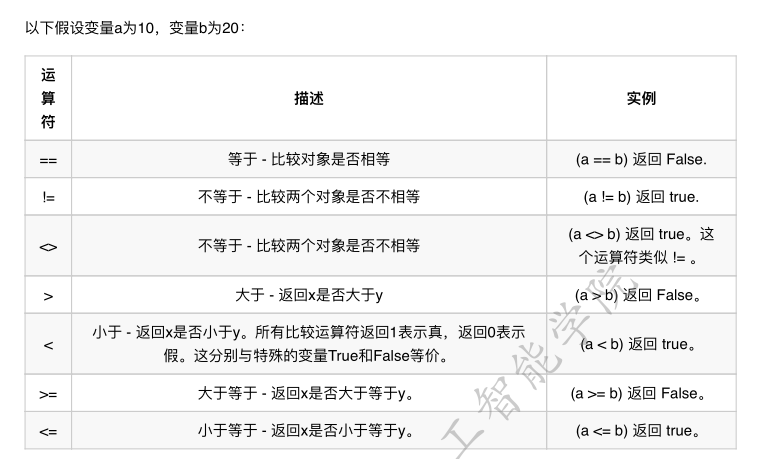 以下假设变量a为10，变量b为20：
运
算
符
描述
实例
==
等于 - 比较对象是否相等
(a == b) 返回 False.
!=
不等于 - 比较两个对象是否不相等
(a != b) 返回 true.
<>
不等于 - 比较两个对象是否不相等
(a <> b) 返回 true。这
个运算符类似 != 。
>
大于 - 返回x是否大于y
(a > b) 返回 False。
<
小于 - 返回x是否小于y。所有比较运算符返回1表示真，返回0表示
假。这分别与特殊的变量True和False等价。
(a < b) 返回 true。
>=
大于等于 - 返回x是否大于等于y。
(a >= b) 返回 False。
<=
小于等于 - 返回x是否小于等于y。
(a <= b) 返回 true。
工智能学院